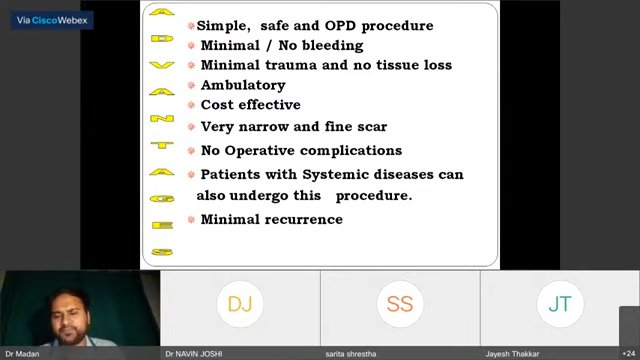 Via Cisco Webex
ADVANTAGES
Simple, safe and OPD procedure
Minimal / No bleeding
Minimal trauma and no tissue loss
Ambulatory
Cost effective
Very narrow and fine scar
No Operative complications
Patients with Systemic diseases can
also undergo this procedure.
Minimal recurrence
DJ
SS
JT
Dr Madan
Dr NAVIN JOSHI
sarita shrestha
Jayesh Thakkar
+24